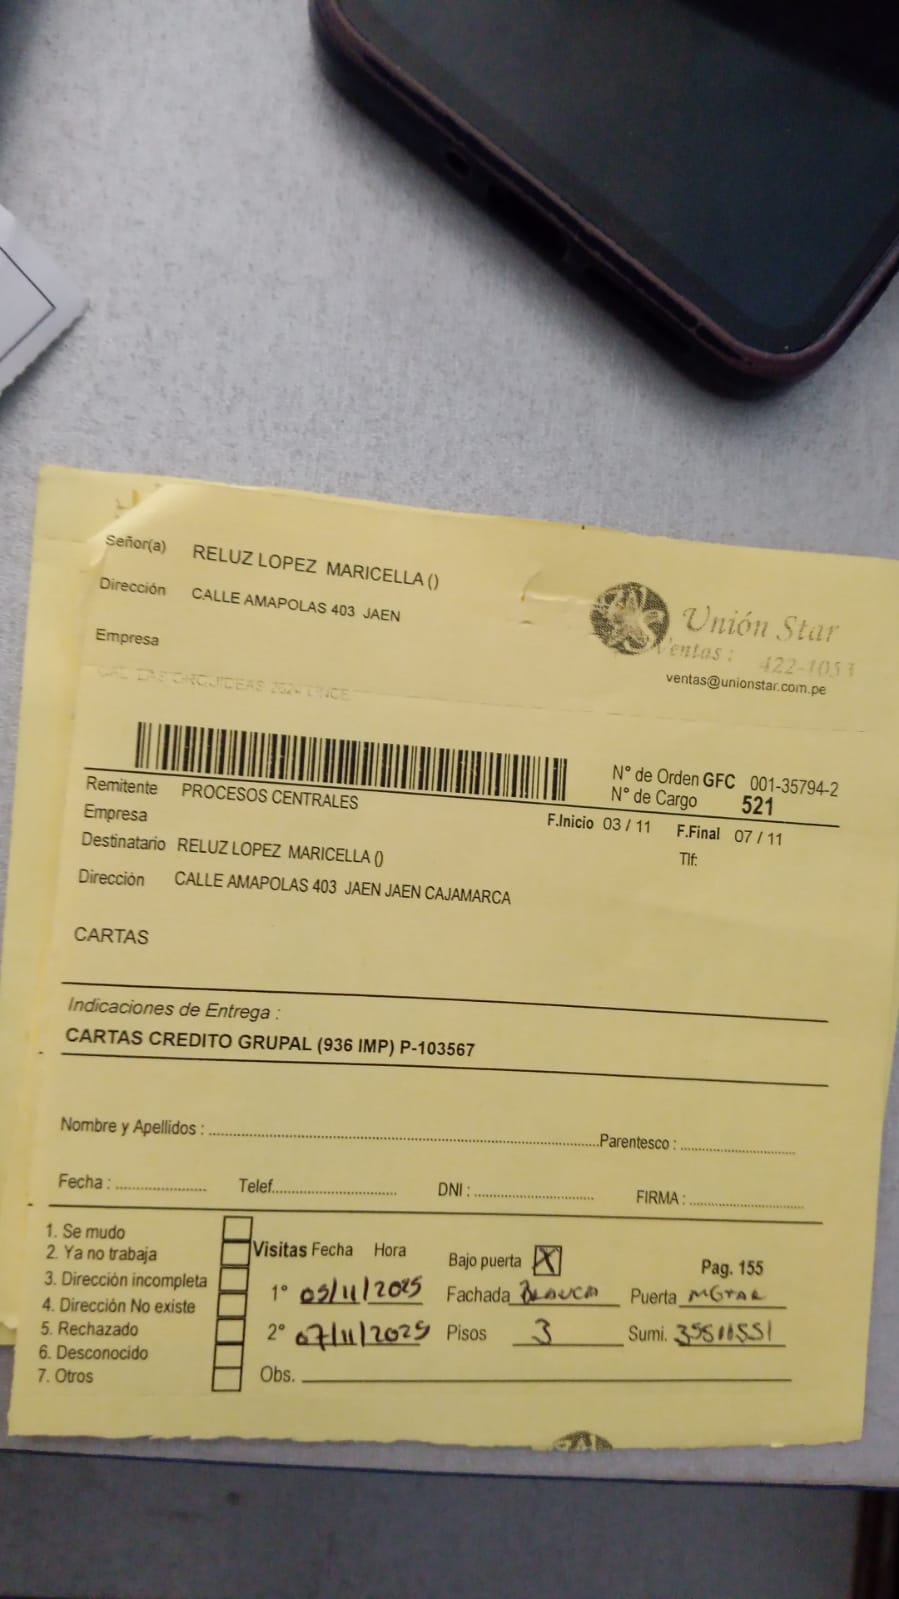 Señor(a) RELUZ LOPEZ MARICELLA ()
Dirección CALLE AMAPOLAS 403 JAEN
Empresa
Unión Star
Ventas: 422-1053
ventas@unionstar.com.pe
ORQUIDEAS 2624 LINCE
N° de Orden GFC 001-35794-2
N° de Cargo 521
Remitente PROCESOS CENTRALES
Empresa
F.Inicio 03 / 11 F.Final 07 / 11
Destinatario RELUZ LOPEZ MARICELLA ()
Tlf:
Dirección CALLE AMAPOLAS 403 JAEN JAEN CAJAMARCA
CARTAS
Indicaciones de Entrega :
CARTAS CREDITO GRUPAL (936 IMP) P-103567
Nombre y Apellidos : Parentesco :
Fecha : Telef. DNI : FIRMA :
1. Se mudo
2. Ya no trabaja
3. Dirección incompleta
4. Dirección No existe
5. Rechazado
6. Desconocido
7. Otros
Visitas Fecha Hora Bajo puerta X Pag. 155
1° 05/11/2025 Fachada BLANCA Puerta METAL
2° 07/11/2025 Pisos 3 Sumi. 35511551
Obs.